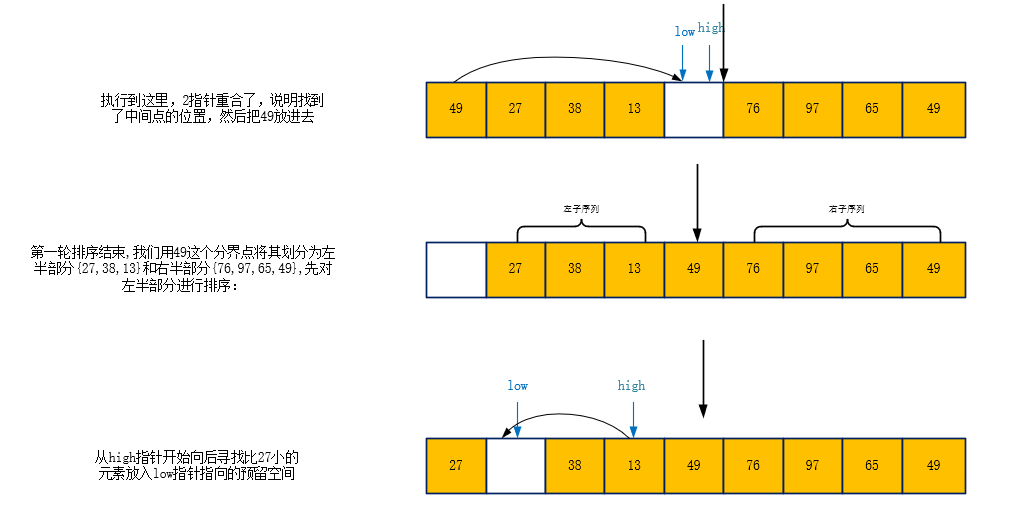 low high
执行到这里，2指针重合了，说明找到
了中间点的位置，然后把49放进去
49 27 38 13 76 97 65 49
左子序列 右子序列
第一轮排序结束,我们用49这个分界点将其划分为左
半部分{27,38,13}和右半部分{76,97,65,49},先对
左半部分进行排序：
27 38 13 49 76 97 65 49
low high
从high指针开始向后寻找比27小的
元素放入low指针指向的预留空间
27 38 13 49 76 97 65 49